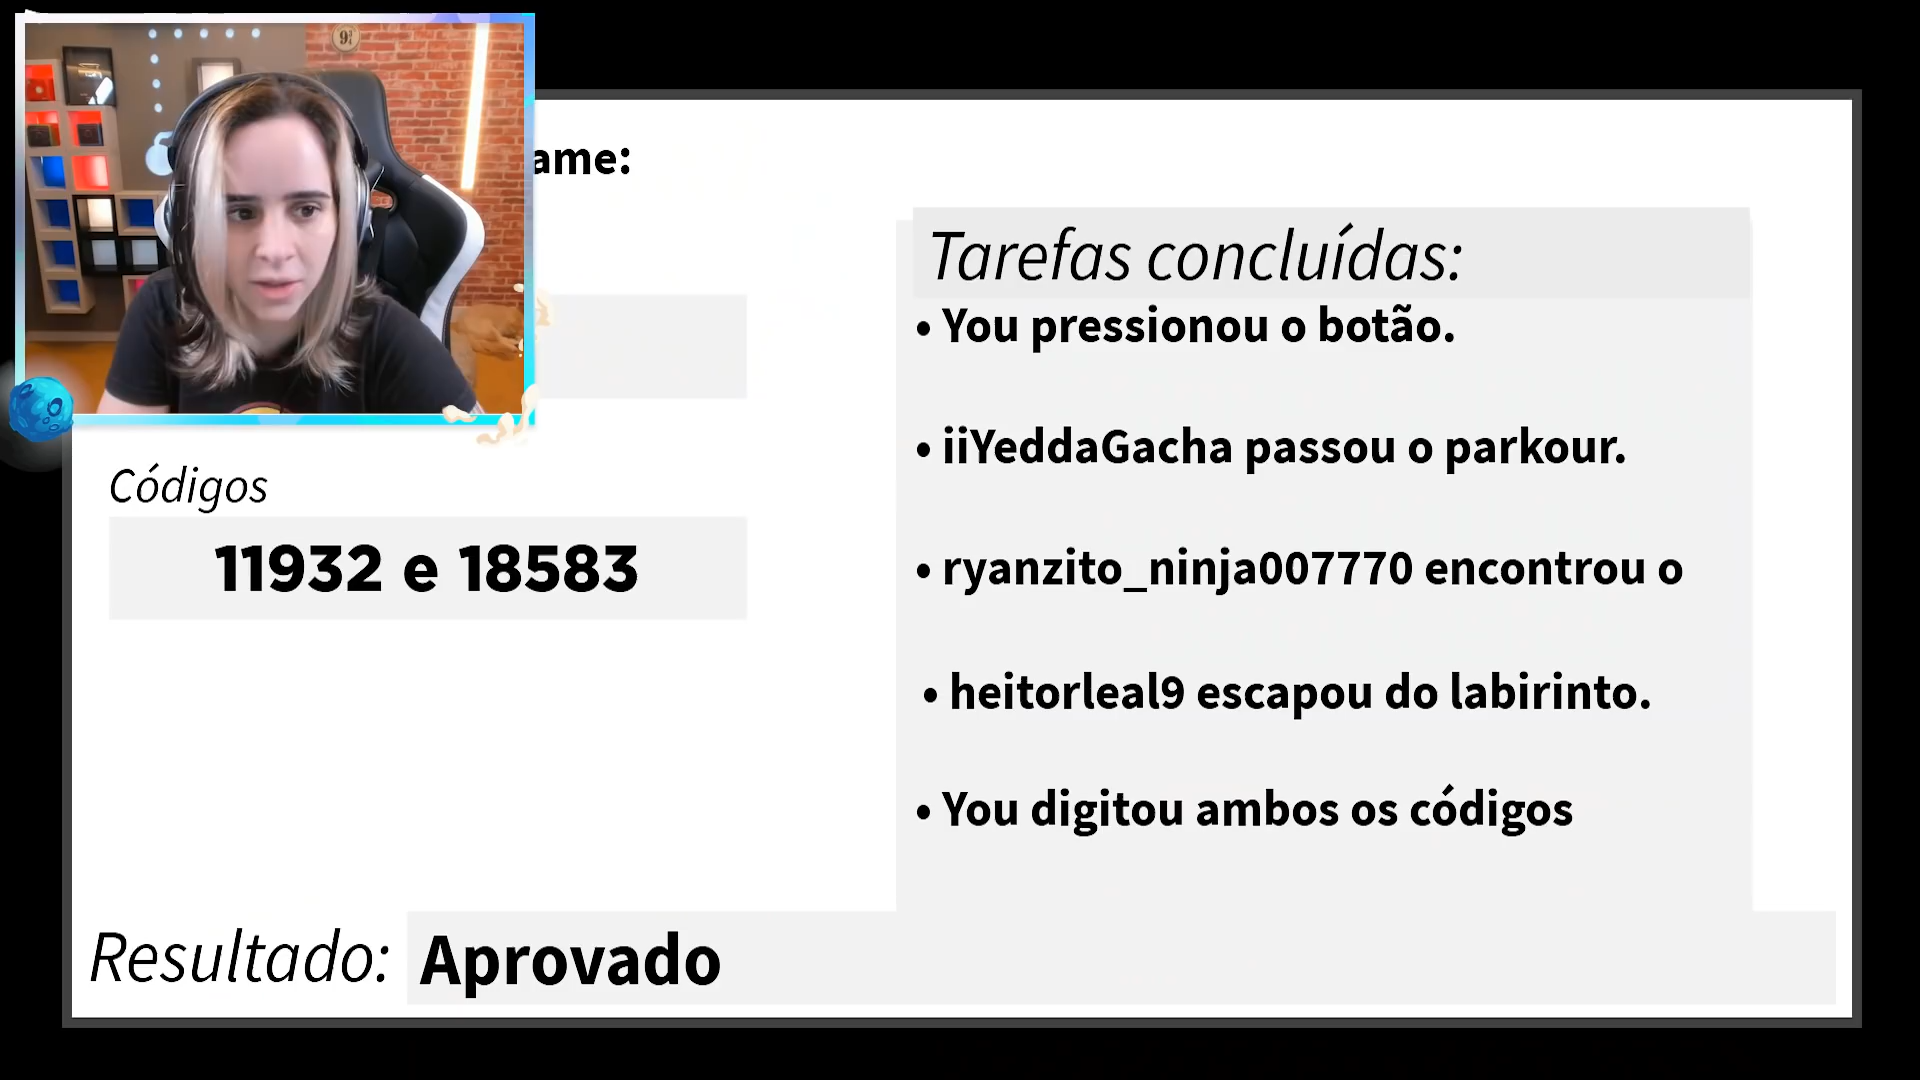 ame:
Tarefas concluídas:
• You pressionou o botão.
• iiYeddaGacha passou o parkour.
Códigos
11932 e 18583
• ryanzito_ninja007770 encontrou o
• heitorleal9 escapou do labirinto.
• You digitou ambos os códigos
Resultado: Aprovado